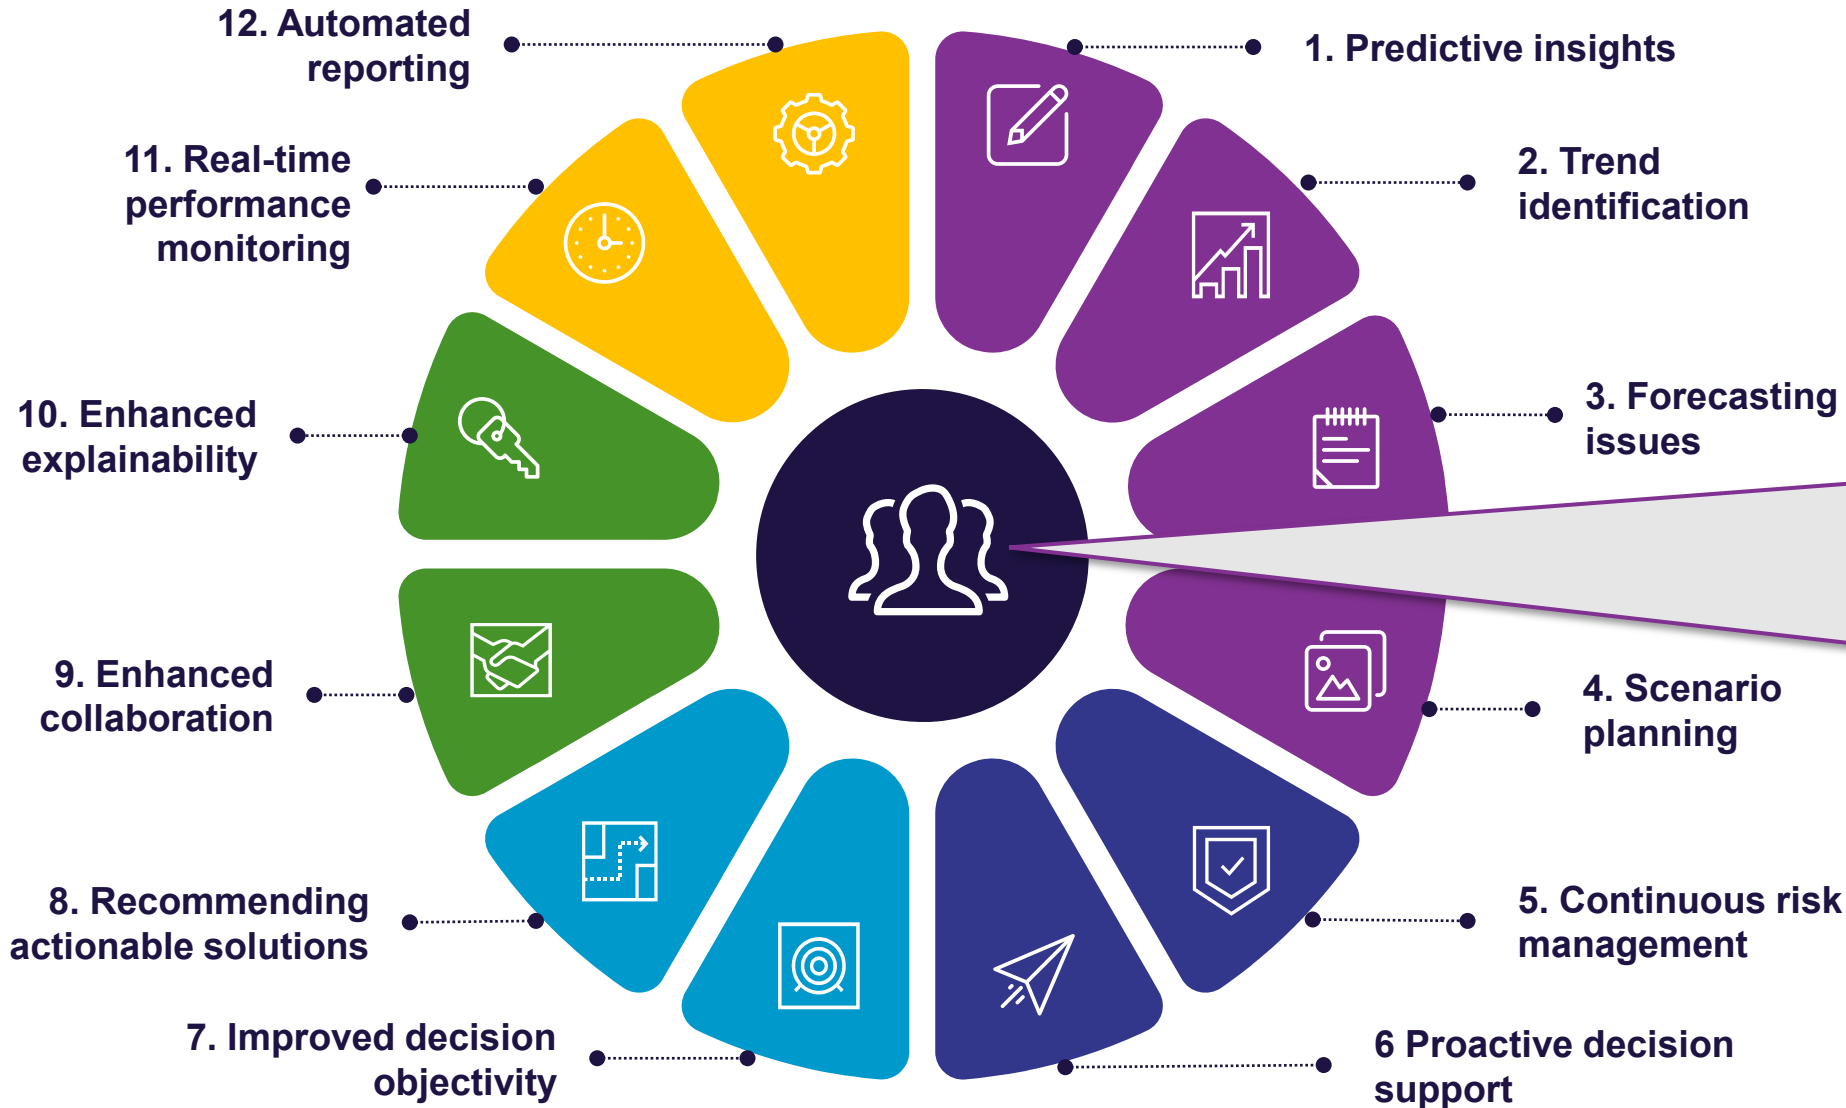 1. Predictive insights
2. Trend
identification
3. Forecasting
issues
4. Scenario
planning
5. Continuous risk
management
6 Proactive decision
support
7. Improved decision
objectivity
8. Recommending
actionable solutions
9. Enhanced
collaboration
10. Enhanced
explainability
11. Real-time
performance
monitoring
12. Automated
reporting